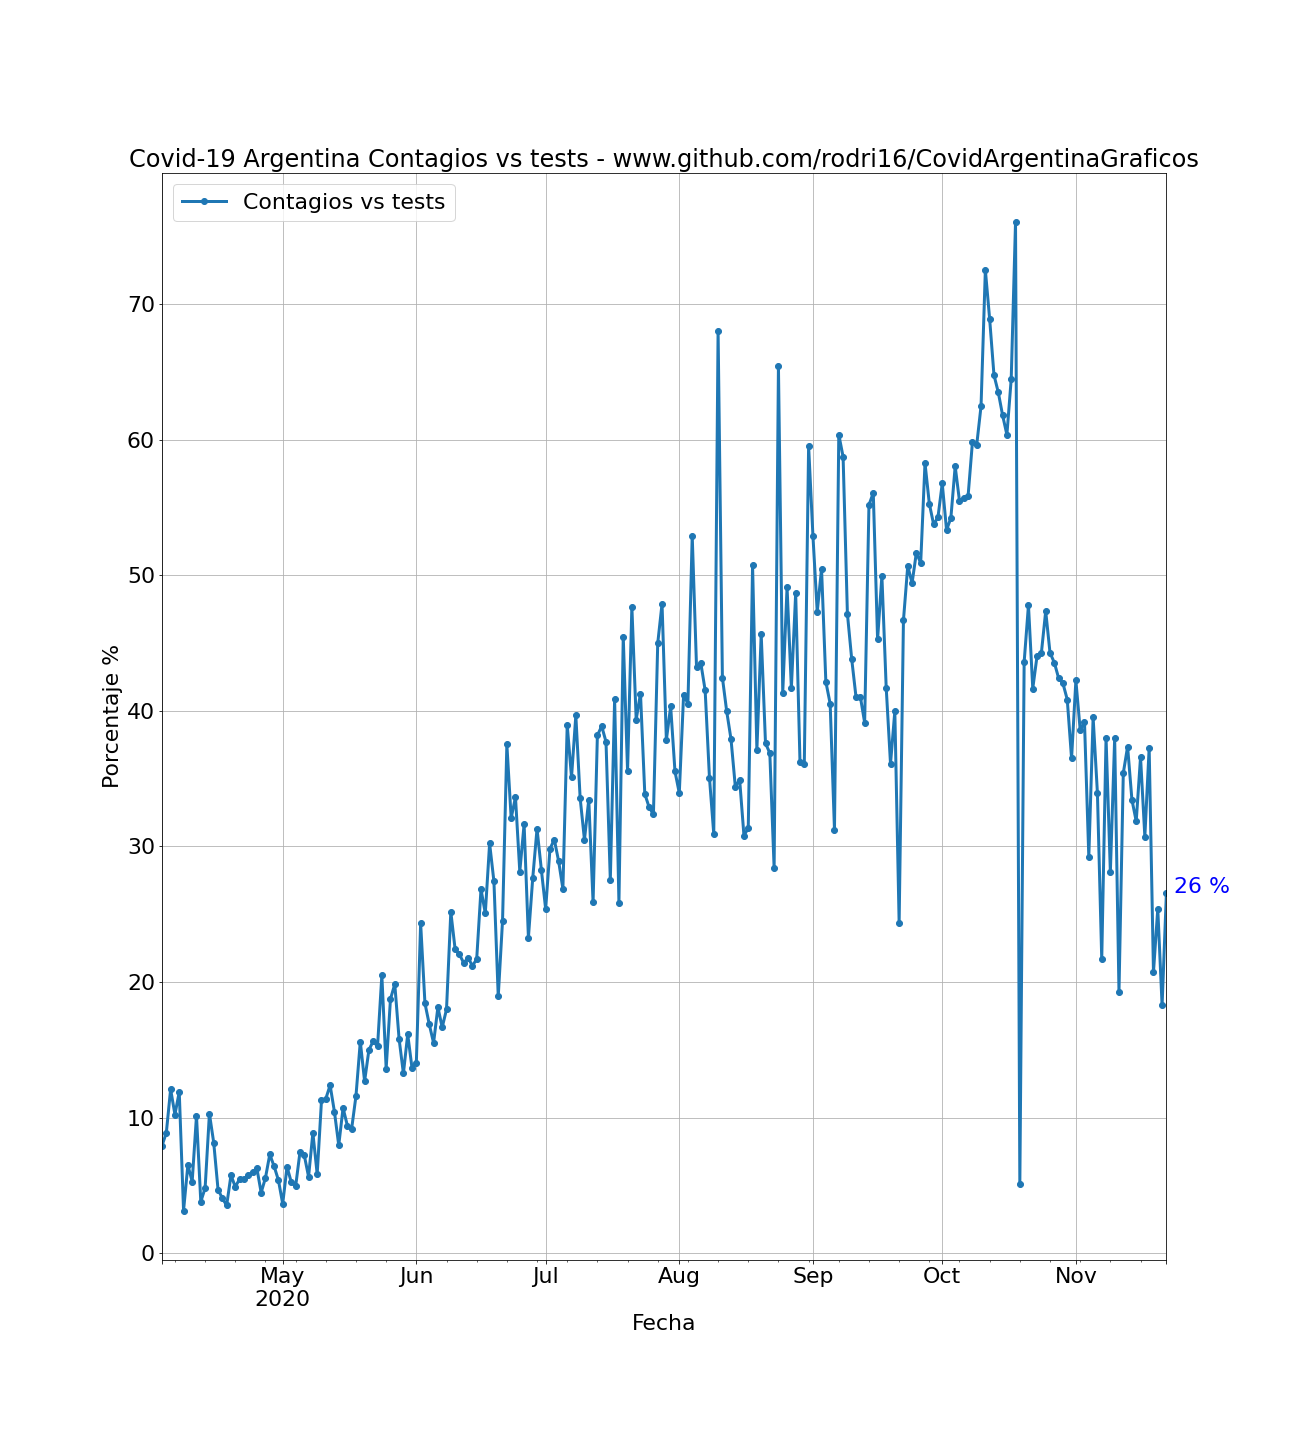 Covid-19 Argentina Contagios vs tests - www.github.com/rodri16/CovidArgentinaGraficos
Contagios vs tests
70
60
50
40
30
20
10
0
Porcentaje %
26 %
May Jun Jul Aug Sep Oct Nov
2020
Fecha